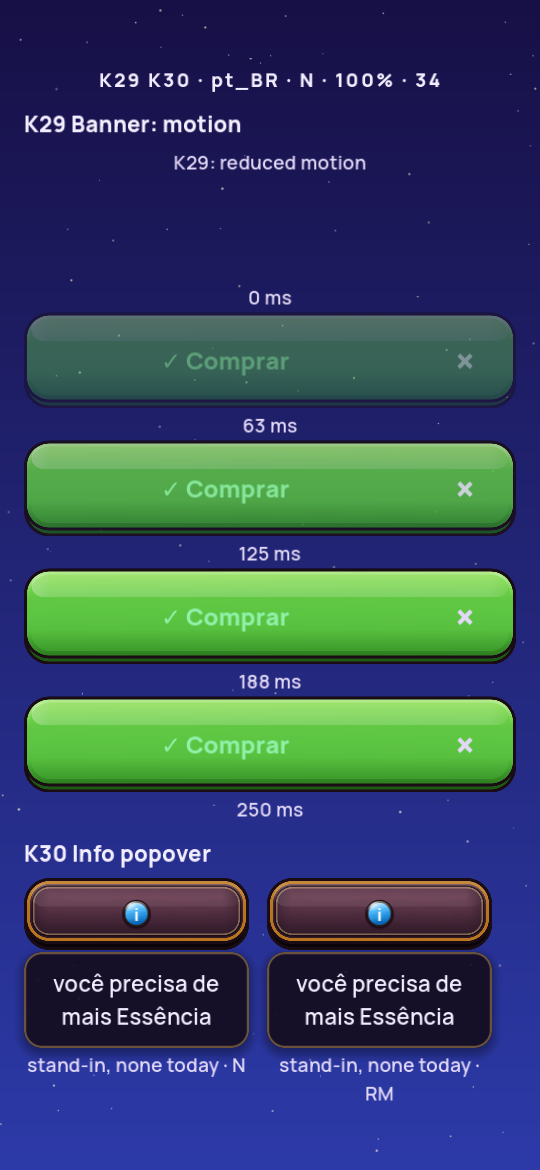 K29 K30 · pt_BR · N · 100% · 34
K29 Banner: motion
K29: reduced motion
0 ms
✓ Comprar ×
63 ms
✓ Comprar ×
125 ms
✓ Comprar ×
188 ms
✓ Comprar ×
250 ms
K30 Info popover
i i
você precisa de
mais Essência
você precisa de
mais Essência
stand-in, none today · N
stand-in, none today ·
RM